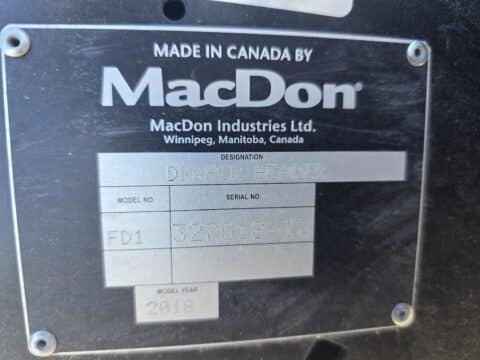 MADE IN CANADA BY
MacDon®
MacDon Industries Ltd.
Winnipeg, Manitoba, Canada
DESIGNATION
HEADER
MODEL NO.
SERIAL NO.
FD1
MODEL YEAR
2018